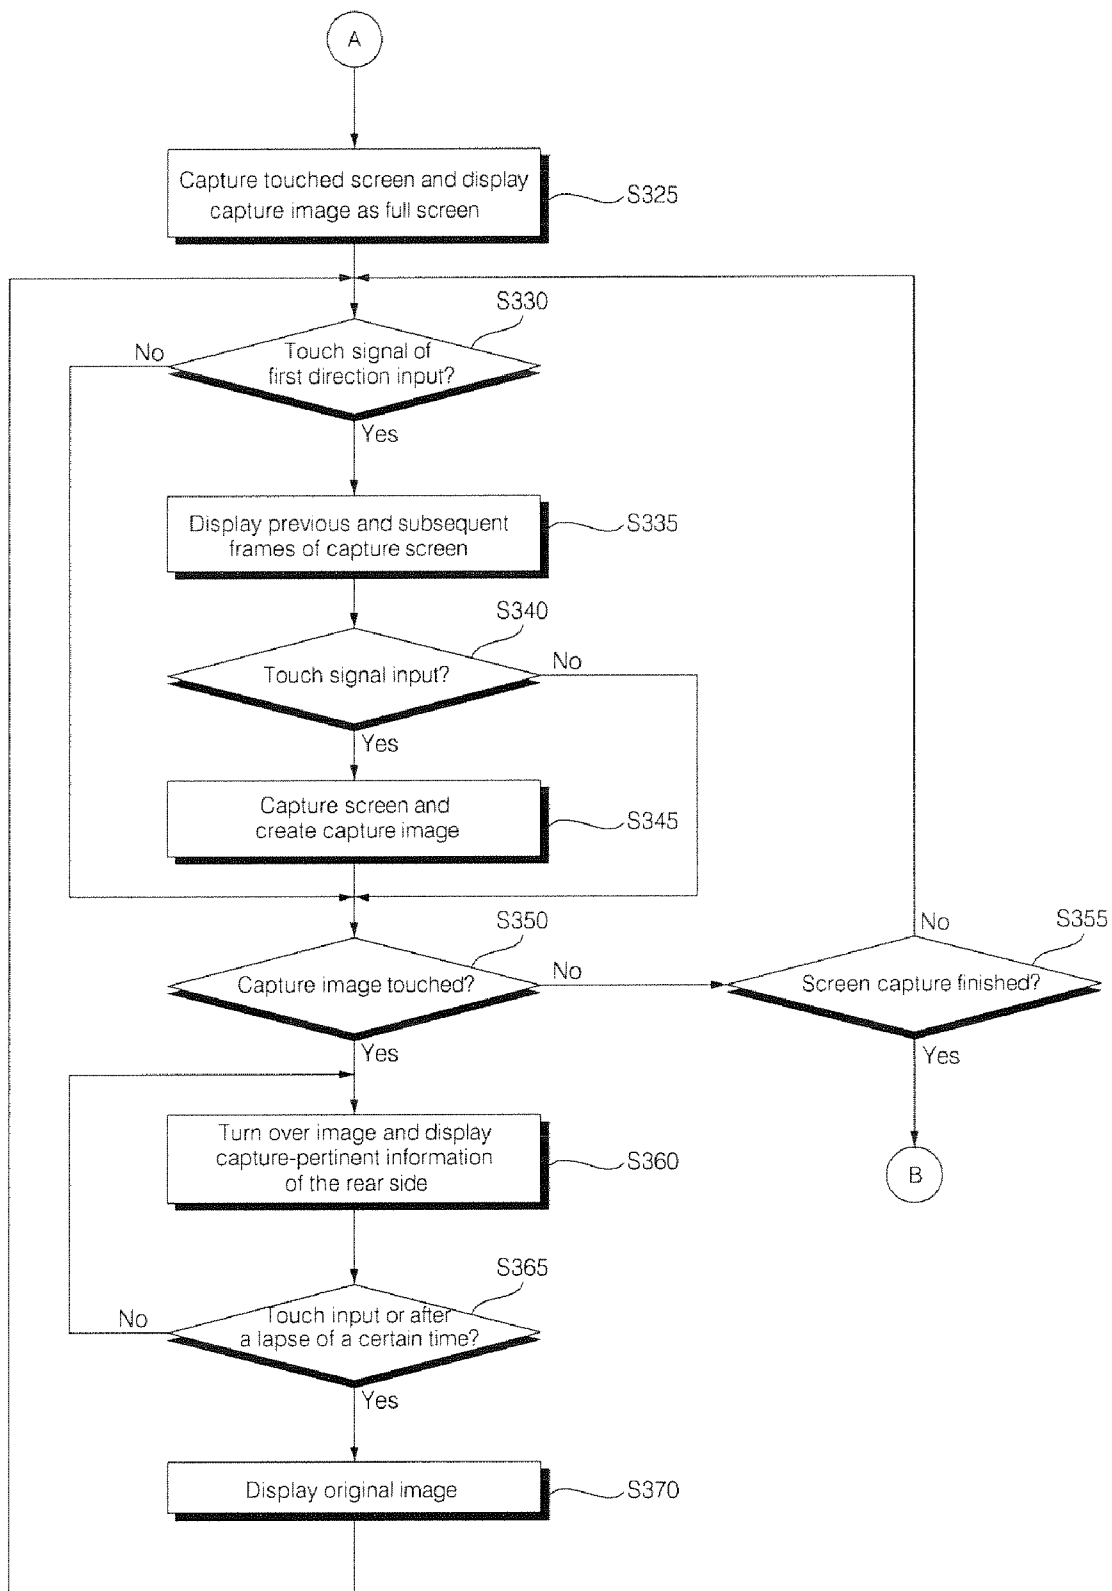 A
Capture touched screen and display
capture image as full screen
S325
S330
No
Touch signal of
first direction input?
Yes
Display previous and subsequent
frames of capture screen
S335
S340
Touch signal input?
No
Yes
Capture screen and
create capture image
S345
S350
Capture image touched?
No
Yes
No
S355
Screen capture finished?
Yes
B
Turn over image and display
capture-pertinent information
of the rear side
S360
S365
No
Touch input or after
a lapse of a certain time?
Yes
Display original image
S370